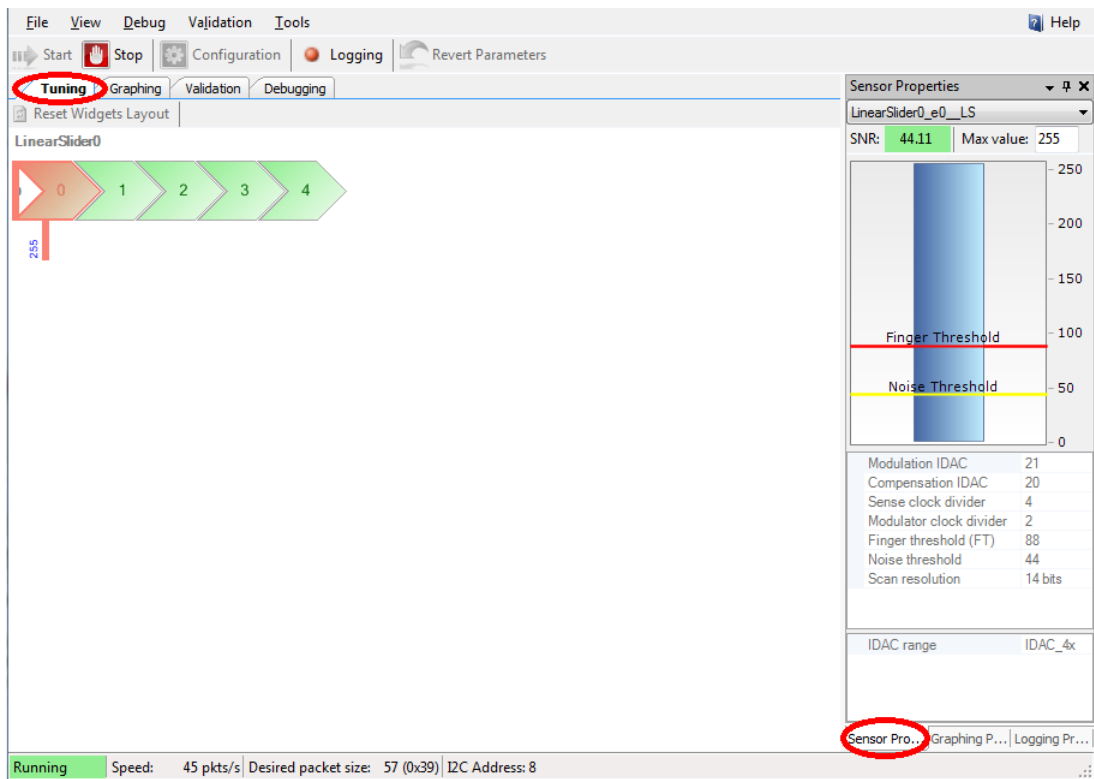 File View Debug Validation Tools Help
Start Stop Configuration Logging Revert Parameters
Tuning Graphing Validation Debugging
Reset Widgets Layout
LinearSlider0
0 1 2 3 4
255
Sensor Properties
LinearSlider0_e0__LS
SNR: 44.11 Max value: 255
250
200
150
100
50
0
Finger Threshold
Noise Threshold
Modulation IDAC 21
Compensation IDAC 20
Sense clock divider 4
Modulator clock divider 2
Finger threshold (FT) 88
Noise threshold 44
Scan resolution 14 bits
IDAC range IDAC_4x
Sensor Pro... Graphing P... Logging Pr...
Running Speed: 45 pkts/s Desired packet size: 57 (0x39) I2C Address: 8